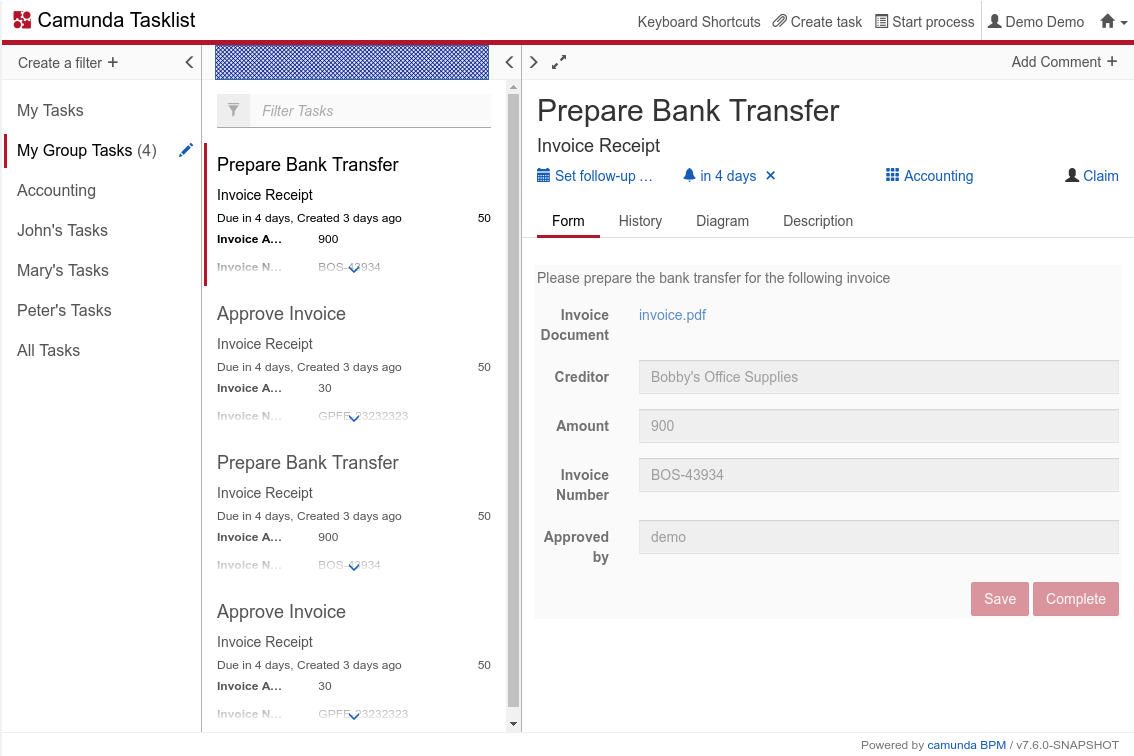 Camunda Tasklist
Keyboard Shortcuts Create task Start process Demo Demo
Create a filter +
My Tasks
My Group Tasks (4)
Accounting
John's Tasks
Mary's Tasks
Peter's Tasks
All Tasks
Filter Tasks
Prepare Bank Transfer
Invoice Receipt
Due in 4 days, Created 3 days ago 50
Invoice A... 900
Invoice N... BOS-43934
Approve Invoice
Invoice Receipt
Due in 4 days, Created 3 days ago 50
Invoice A... 30
Invoice N... GPFE-23232323
Prepare Bank Transfer
Invoice Receipt
Due in 4 days, Created 3 days ago 50
Invoice A... 900
Invoice N... BOS-43934
Approve Invoice
Invoice Receipt
Due in 4 days, Created 3 days ago 50
Invoice A... 30
Invoice N... GPFE-23232323
Add Comment +
Prepare Bank Transfer
Invoice Receipt
Set follow-up ... in 4 days × Accounting Claim
Form History Diagram Description
Please prepare the bank transfer for the following invoice
Invoice invoice.pdf
Document
Creditor Bobby's Office Supplies
Amount 900
Invoice BOS-43934
Number
Approved demo
by
Save Complete
Powered by camunda BPM / v7.6.0-SNAPSHOT